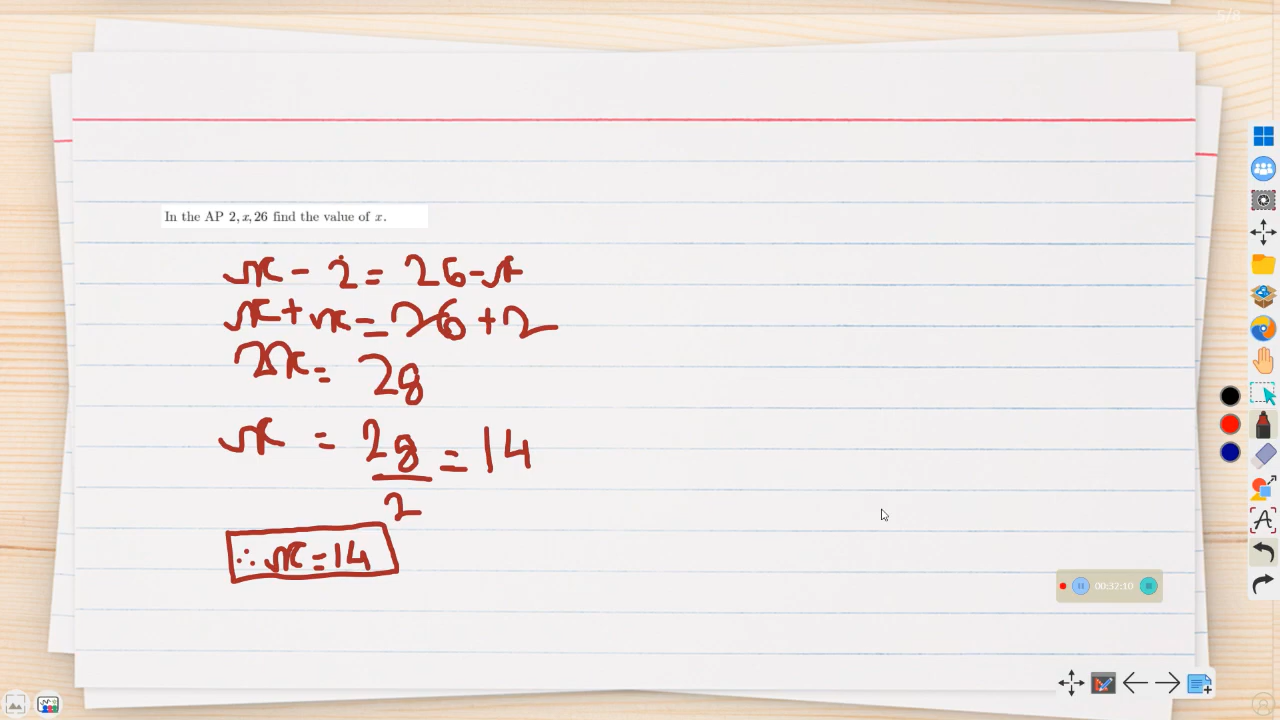 In the AP 2, x, 26 find the value of x.
x - 2 = 26 - x
x + x = 26 + 2
2x = 28
x = 28/2 = 14
∴ x = 14
00:37:10